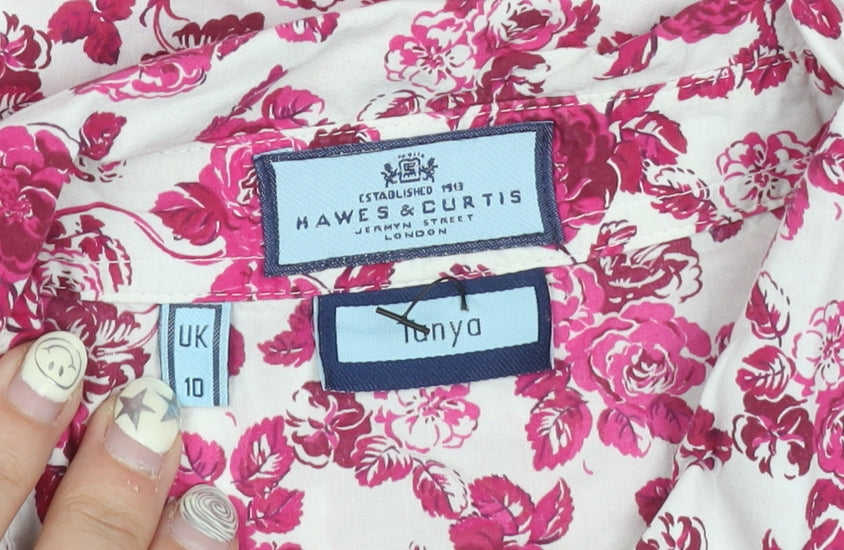 ESTABLISHED 1913
HAWES & CURTIS
JERMYN STREET
LONDON
UK
10
Tanya